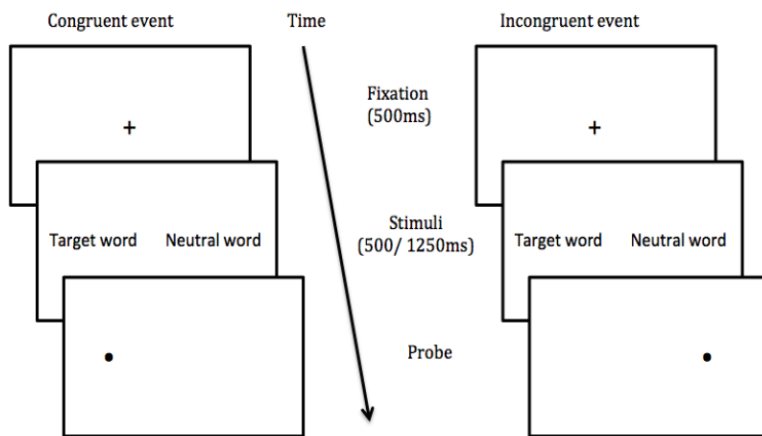 Congruent event
Time
Incongruent event
Fixation
(500ms)
+
+
Target word
Neutral word
Stimuli
(500/ 1250ms)
Target word
Neutral word
Probe